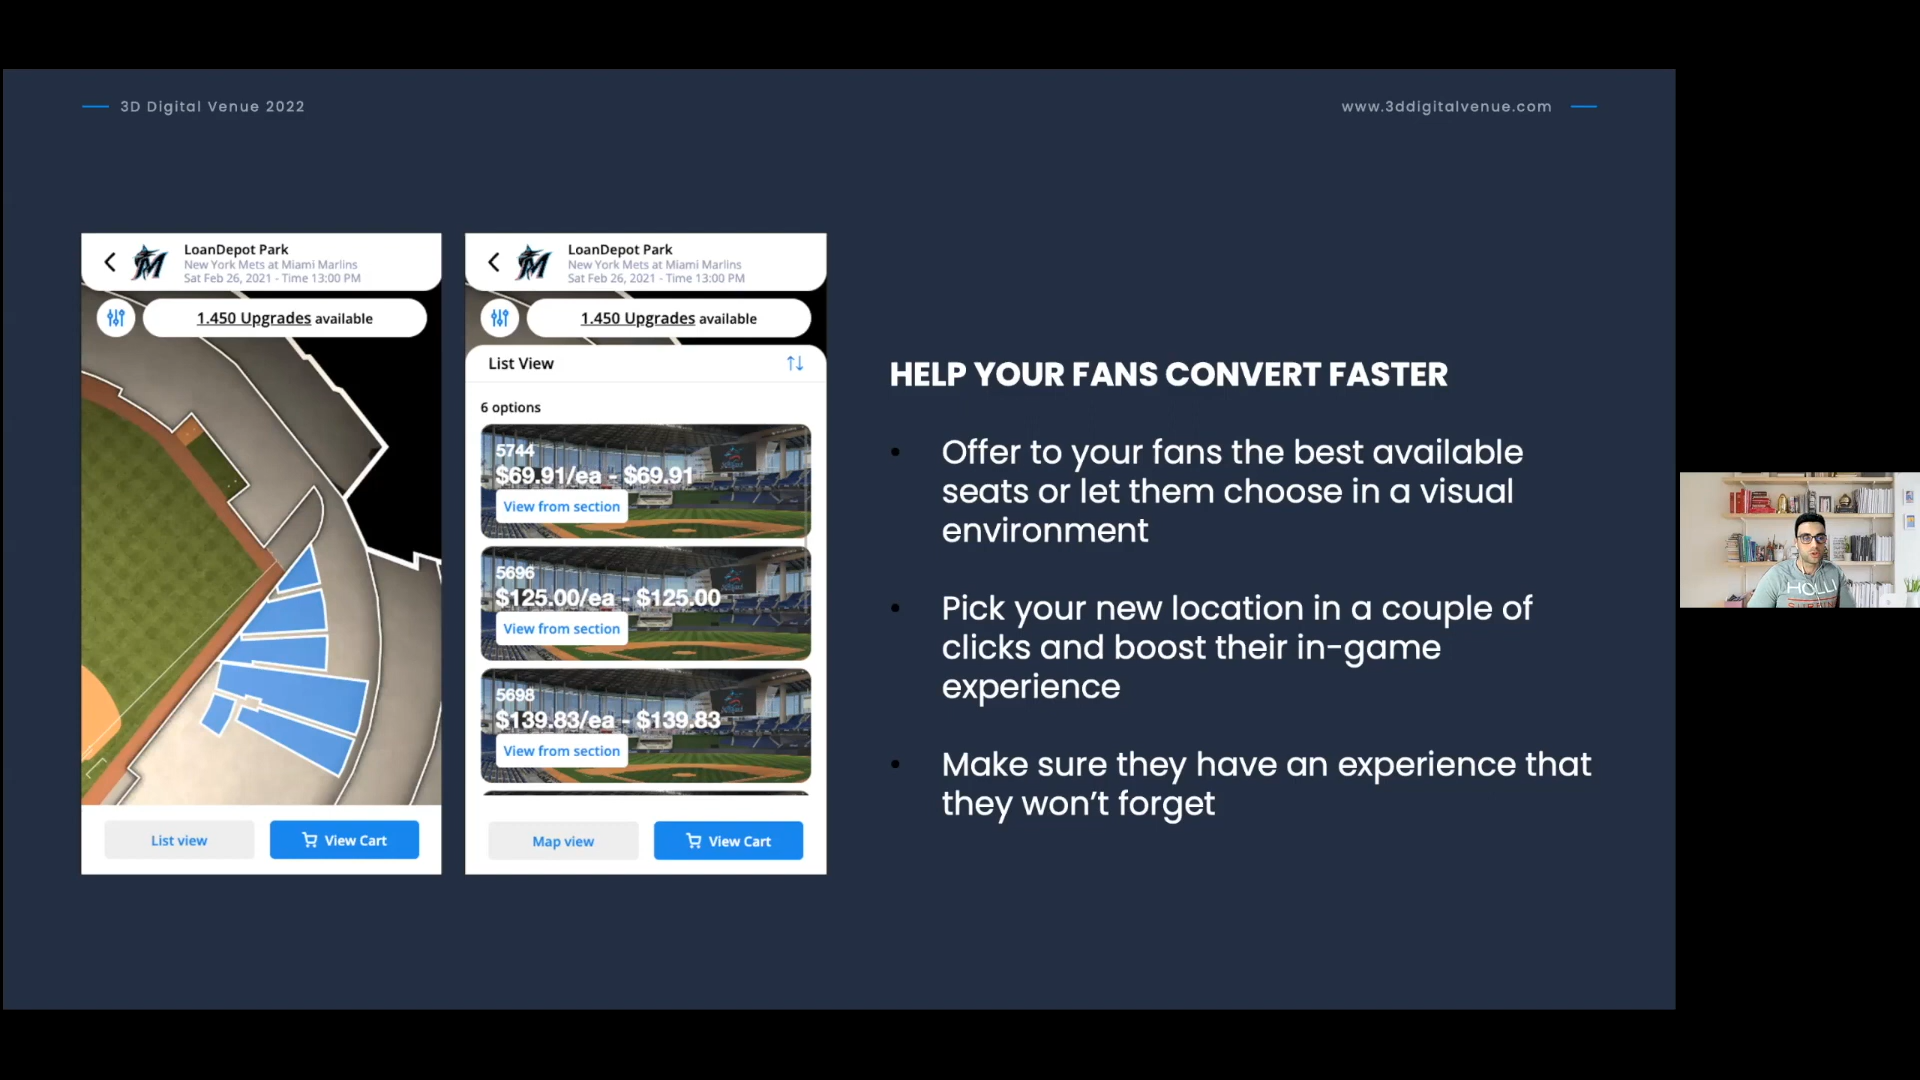 3D Digital Venue 2022
www.3ddigitalvenue.com
LoanDepot Park
New York Mets at Miami Marlins
Sat Feb 26, 2021 - Time 13:00 PM
1.450 Upgrades available
List view
View Cart
LoanDepot Park
New York Mets at Miami Marlins
Sat Feb 26, 2021 - Time 13:00 PM
1.450 Upgrades available
List View
6 options
5744
$69.91/ea - $69.91
View from section
5696
$125.00/ea - $125.00
View from section
5698
$139.83/ea - $139.83
View from section
Map view
View Cart
HELP YOUR FANS CONVERT FASTER
• Offer to your fans the best available
seats or let them choose in a visual
environment
• Pick your new location in a couple of
clicks and boost their in-game
experience
• Make sure they have an experience that
they won't forget